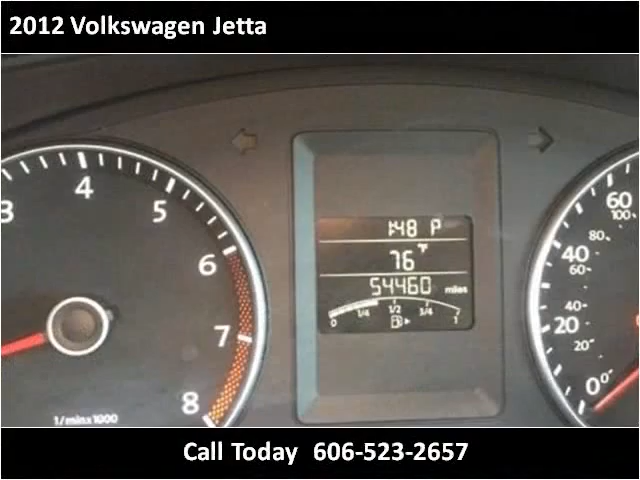 2012 Volkswagen Jetta
3
4
5
6
7
8
1/min x 1000
1:48 P
76 °F
54460 miles
0 1/4 1/2 3/4 1
60
100
80
40
60
40
20
20
0
0
Call Today 606-523-2657